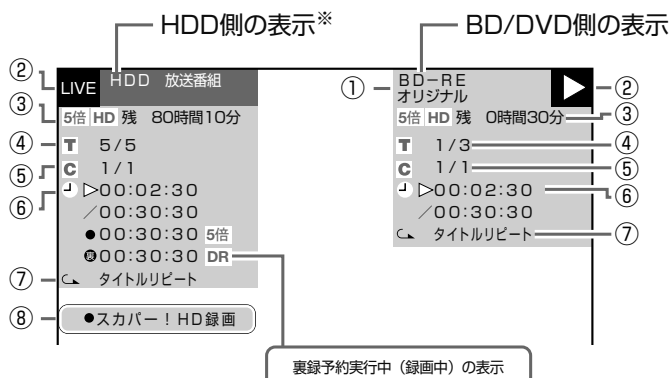 HDD側の表示※
BD/DVD側の表示
②
LIVE
HDD 放送番組
③
5倍 HD 残 80時間10分
④
T 5/5
⑤
C 1/1
⑥
▷00:02:30
/00:30:30
●00:30:30 5倍
裏00:30:30 DR
⑦
タイトルリピート
⑧
●スカパー!HD録画
①
BD-RE
オリジナル
②
5倍 HD 残 0時間30分
③
T 1/3
④
C 1/1
⑤
▷00:02:30
⑥
/00:30:30
タイトルリピート
⑦
裏録予約実行中(録画中)の表示